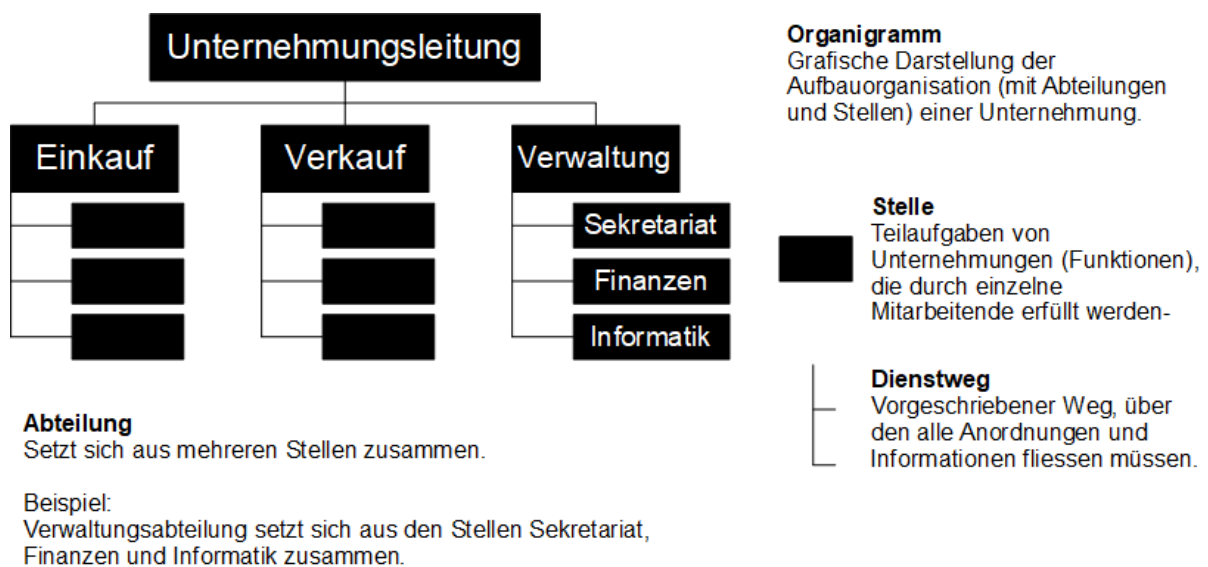 Unternehmungsleitung
Einkauf
Verkauf
Verwaltung
Sekretariat
Finanzen
Informatik
Organigramm
Grafische Darstellung der
Aufbauorganisation (mit Abteilungen
und Stellen) einer Unternehmung.
Stelle
Teilaufgaben von
Unternehmungen (Funktionen),
die durch einzelne
Mitarbeitende erfüllt werden-
Dienstweg
Vorgeschriebener Weg, über
den alle Anordnungen und
Informationen fliessen müssen.
Abteilung
Setzt sich aus mehreren Stellen zusammen.
Beispiel:
Verwaltungsabteilung setzt sich aus den Stellen Sekretariat,
Finanzen und Informatik zusammen.